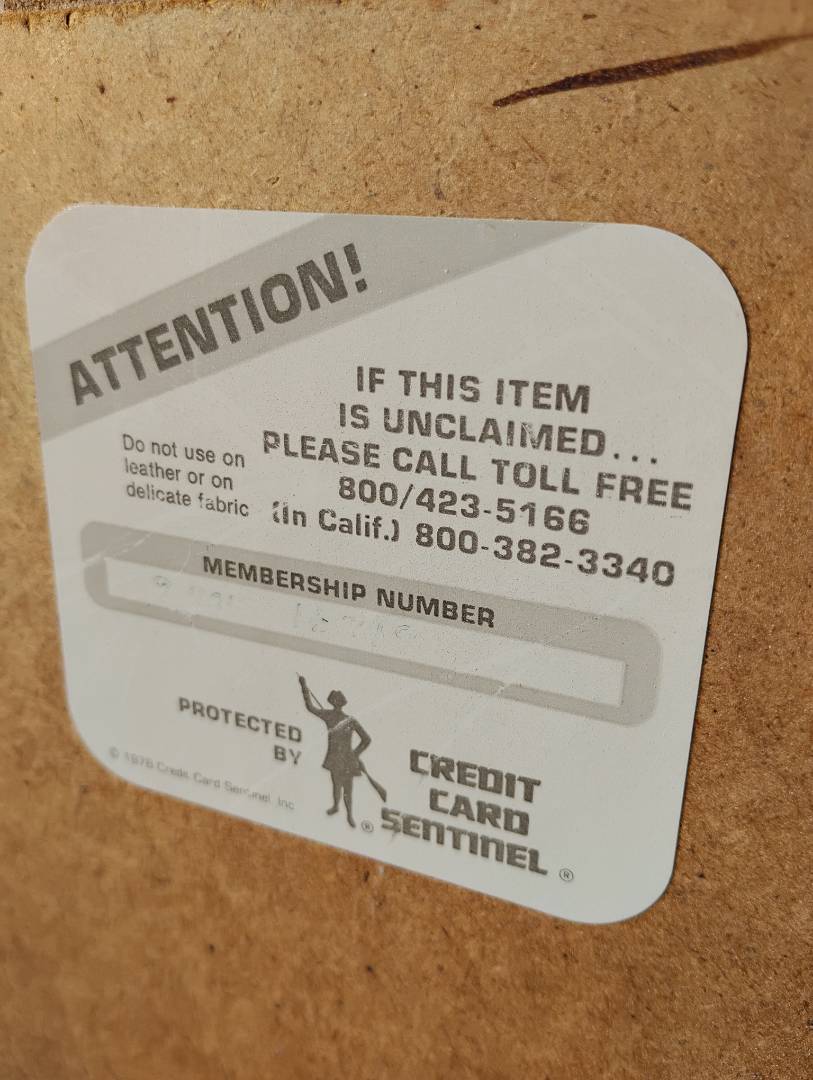 ATTENTION!
IF THIS ITEM
IS UNCLAIMED...
PLEASE CALL TOLL FREE
800/423-5166
(In Calif.) 800-382-3340
Do not use on
leather or on
delicate fabric
MEMBERSHIP NUMBER
PROTECTED
BY
CREDIT
CARD
SENTINEL ®
®
© 1978 Credit Card Sentinel, Inc